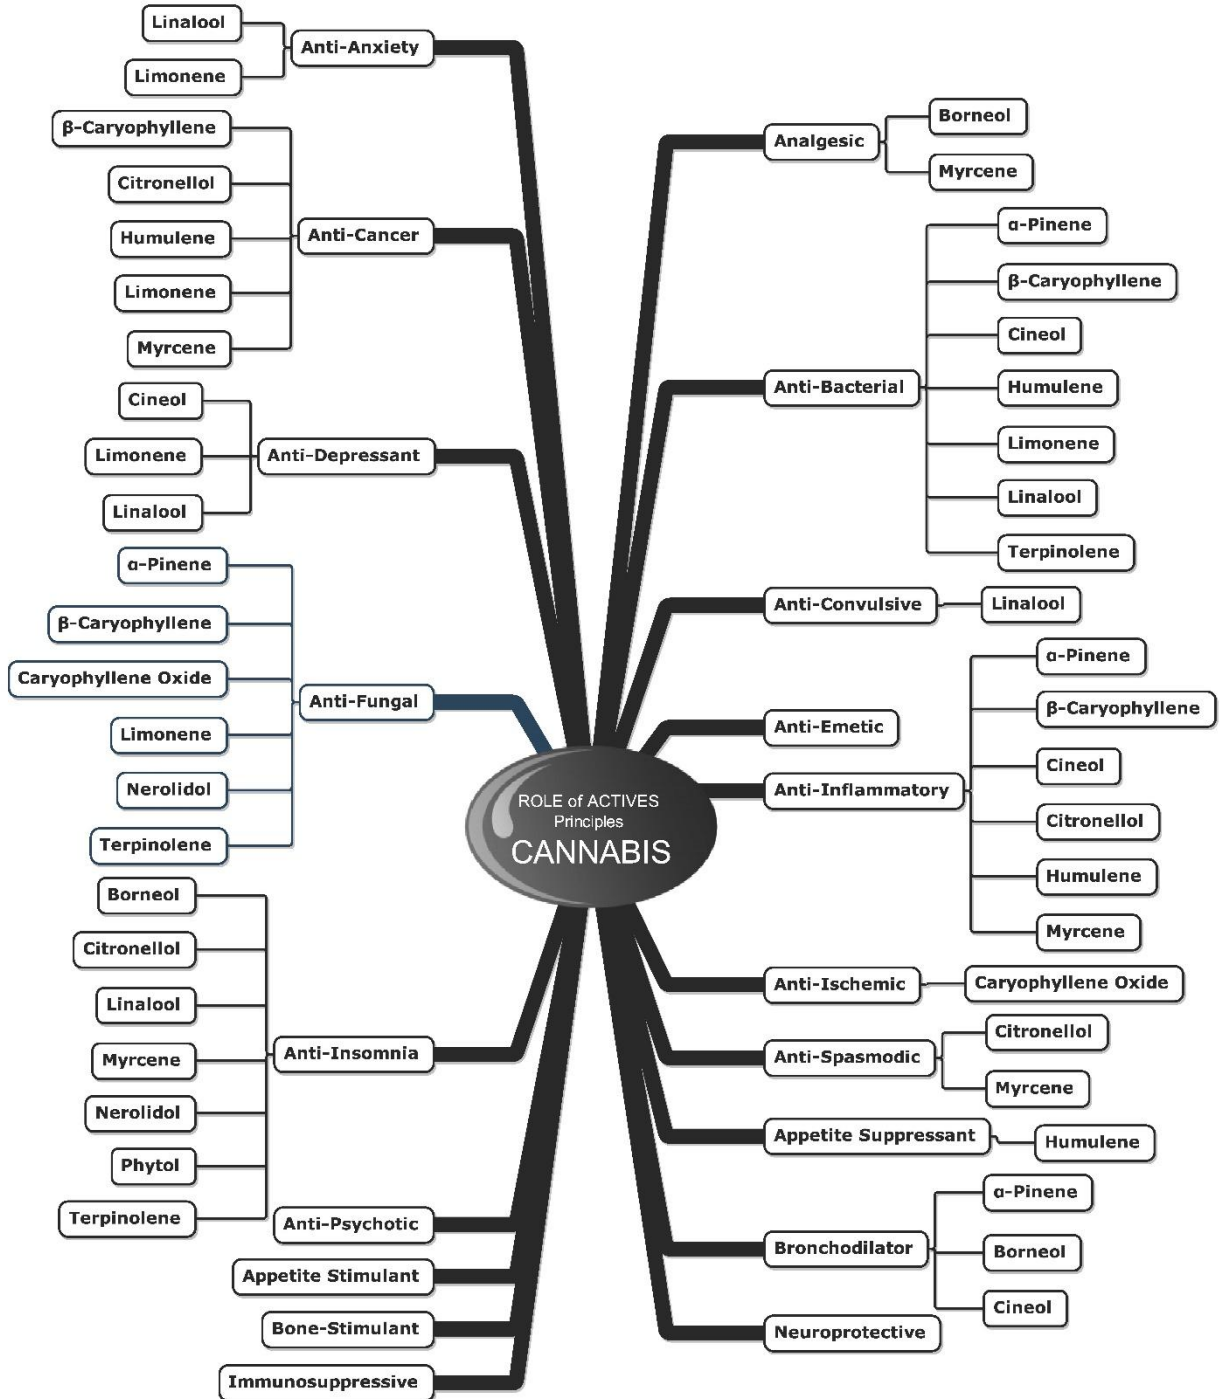 Linalool
Limonene
Anti-Anxiety
β-Caryophyllene
Citronellol
Humulene
Limonene
Myrcene
Anti-Cancer
Cineol
Limonene
Linalool
Anti-Depressant
α-Pinene
β-Caryophyllene
Caryophyllene Oxide
Limonene
Nerolidol
Terpinolene
Anti-Fungal
Borneol
Citronellol
Linalool
Myrcene
Nerolidol
Phytol
Terpinolene
Anti-Insomnia
Anti-Psychotic
Appetite Stimulant
Bone-Stimulant
Immunosuppressive
ROLE of ACTIVES
Principles
CANNABIS
Analgesic
Borneol
Myrcene
Anti-Bacterial
α-Pinene
β-Caryophyllene
Cineol
Humulene
Limonene
Linalool
Terpinolene
Anti-Convulsive
Linalool
Anti-Emetic
Anti-Inflammatory
α-Pinene
β-Caryophyllene
Cineol
Citronellol
Humulene
Myrcene
Anti-Ischemic
Caryophyllene Oxide
Anti-Spasmodic
Citronellol
Myrcene
Appetite Suppressant
Humulene
Bronchodilator
α-Pinene
Borneol
Cineol
Neuroprotective